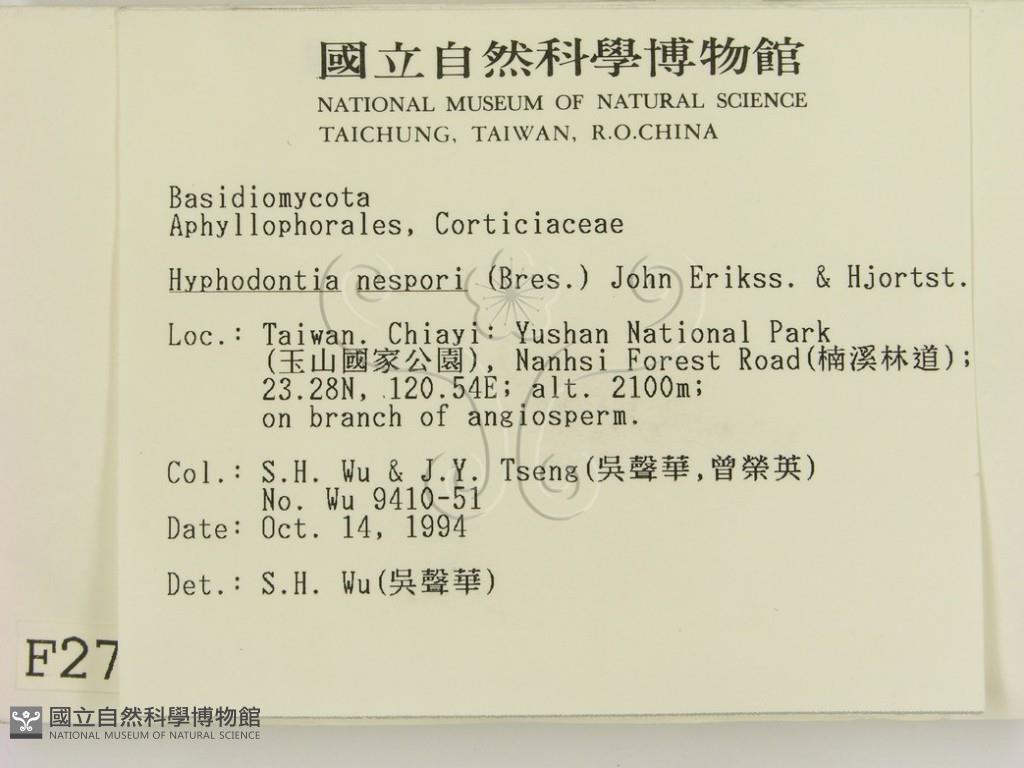 國立自然科學博物館
NATIONAL MUSEUM OF NATURAL SCIENCE
TAICHUNG, TAIWAN, R.O.CHINA
Basidiomycota
Aphyllophorales, Corticiaceae
Hyphodontia nespori (Bres.) John Erikss. & Hjortst.
Loc.: Taiwan. Chiayi: Yushan National Park
(玉山國家公園), Nanhsi Forest Road(楠溪林道);
23.28N, 120.54E; alt. 2100m;
on branch of angiosperm.
Col.: S.H. Wu & J.Y. Tseng(吳聲華,曾榮英)
No. Wu 9410-51
Date: Oct. 14, 1994
Det.: S.H. Wu(吳聲華)
F27
國立自然科學博物館
NATIONAL MUSEUM OF NATURAL SCIENCE